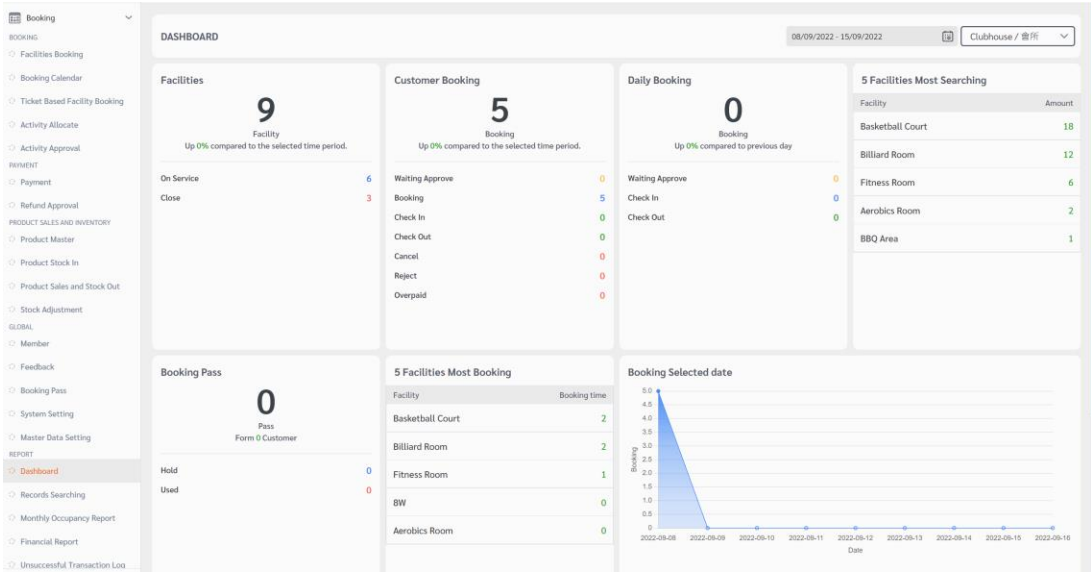 Booking
BOOKING
Facilities Booking
Booking Calendar
Ticket Based Facility Booking
Activity Allocate
Activity Approval
PAYMENT
Payment
Refund Approval
PRODUCT SALES AND INVENTORY
Product Master
Product Stock In
Product Sales and Stock Out
Stock Adjustment
GLOBAL
Member
Feedback
Booking Pass
System Setting
Master Data Setting
REPORT
Dashboard
Records Searching
Monthly Occupancy Report
Financial Report
Unsuccessful Transaction Log
DASHBOARD
08/09/2022 - 15/09/2022
Clubhouse / 會所
Facilities
9
Facility
Up 0% compared to the selected time period.
On Service 6
Close 3
Customer Booking
5
Booking
Up 0% compared to the selected time period.
Waiting Approve 0
Booking 5
Check In 0
Check Out 0
Cancel 0
Reject 0
Overpaid 0
Daily Booking
0
Booking
Up 0% compared to previous day
Waiting Approve 0
Check In 0
Check Out 0
5 Facilities Most Searching
Facility Amount
Basketball Court 18
Billiard Room 12
Fitness Room 6
Aerobics Room 2
BBQ Area 1
Booking Pass
0
Pass
Form 0 Customer
Hold 0
Used 0
5 Facilities Most Booking
Facility Booking time
Basketball Court 2
Billiard Room 2
Fitness Room 1
8W 0
Aerobics Room 0
Booking Selected date
5.0
4.5
4.0
3.5
3.0
2.5
2.0
1.5
1.0
0.5
0
Booking
2022-09-08 2022-09-09 2022-09-10 2022-09-11 2022-09-12 2022-09-13 2022-09-14 2022-09-15 2022-09-16
Date